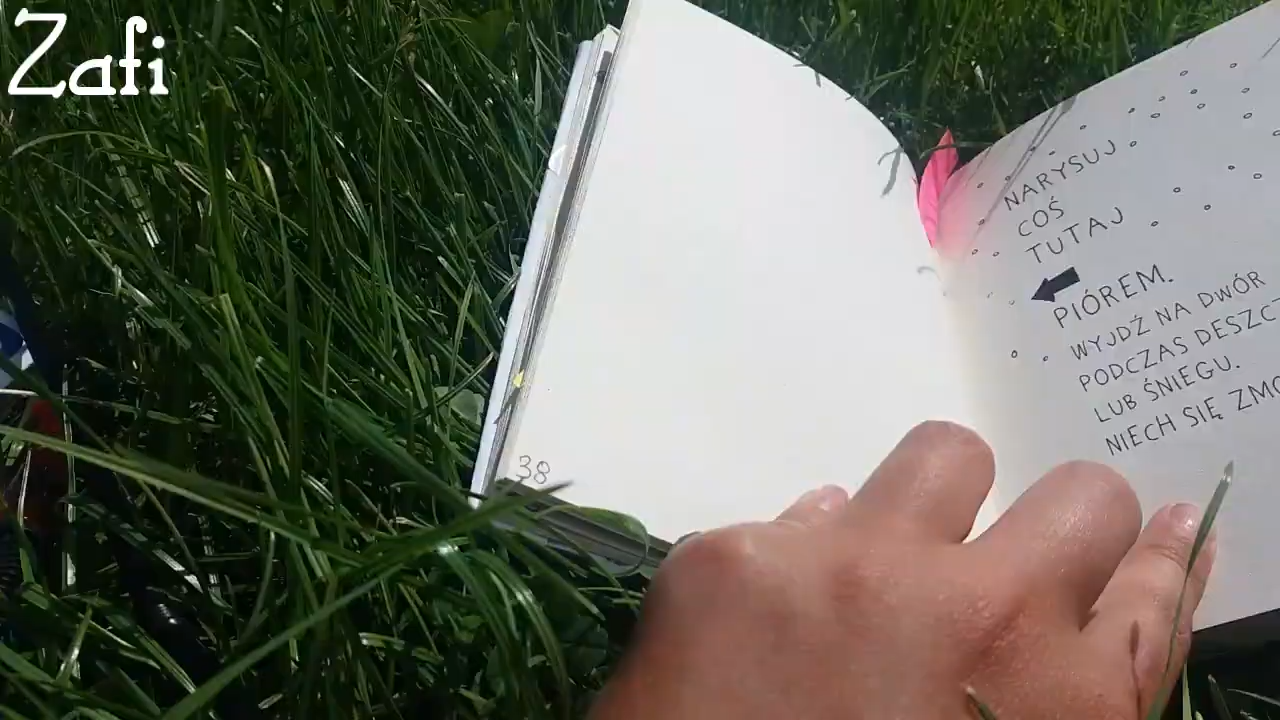 Zafi
38
NARYSUJ
COŚ
TUTAJ
PIÓREM.
WYJDŹ NA DWÓR
PODCZAS
LUB ŚNIEGU.
NIECH SIĘ